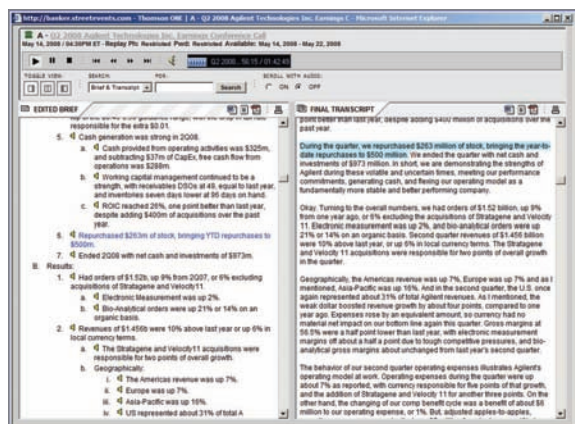 http://banker.streetevents.com - Thomson ONE | A - Q2 2008 Agilent Technologies Inc. Earnings C - Microsoft Internet Explorer
A - Q2 2008 Agilent Technologies Inc. Earnings Conference Call
May 14, 2008 / 04:30PM ET - Replay Ph: Restricted Pwd: Restricted Available: May 14, 2008 - May 22, 2008
Q2 2008... 58:15 / 01:42:49
TOGGLE VIEW:
SEARCH:
FOR:
SCROLL WITH AUDIO:
Brief & Transcript
Search
ON
OFF
EDITED BRIEF
responsible for the extra $0.01.
5. Cash generation was strong in 2Q08.
a. Cash provided from operating activities was $325m,
and subtracting $37m of CapEx, free cash flow from
operations was $288m.
b. Working capital management continued to be a
strength, with receivables DSOs at 49, equal to last year,
and inventories seven days lower at 96 days on hand.
c. ROIC reached 26%, one point better than last year,
despite adding $400m of acquisitions over the past
year.
6. Repurchased $263m of stock, bringing YTD repurchases to
$500m.
7. Ended 2Q08 with net cash and investments of $973m.
B. Results:
1. Had orders of $1.52b, up 9% from 2Q07, or 6% excluding
acquisitions of Stratagene and Velocity11.
a. Electronic Measurement was up 2%.
b. Bio-Analytical orders were up 21% or 14% on an
organic basis.
2. Revenues of $1.456b were 10% above last year or up 6% in
local currency terms.
a. The Stratagene and Velocity11 acquisitions were
responsible for two points of overall growth.
b. Geographically:
i. The Americas revenue was up 7%.
ii. Europe was up 7%.
iii. Asia-Pacific was up 16%.
iv. US represented about 31% of total A
FINAL TRANSCRIPT
point better than last year, despite adding 400 million of acquisitions over the
past year.
During the quarter, we repurchased $263 million of stock, bringing the year-to-
date repurchases to $500 million. We ended the quarter with net cash and
investments of $973 million. In short, we are demonstrating the strengths of
Agilent during these volatile and uncertain times, meeting our performance
commitments, generating cash, and flexing our operating model as a
fundamentally more stable and better performing company.
Okay. Turning to the overall numbers, we had orders of $1.52 billion, up 9%
from one year ago, or 6% excluding the acquisitions of Stratagene and Velocity
11. Electronic measurement was up 2%, and bio-analytical orders were up
21% or 14% on an organic basis. Second quarter revenues of $1.456 billion
were 10% above last year, or up 6% in local currency terms. The Stratagene
and Velocity 11 acquisitions were responsible for two points of overall growth
in the quarter.
Geographically, the Americas revenue was up 7%, Europe was up 7% and as I
mentioned, Asia-Pacific was up 16%. And in the second quarter, the U.S. once
again represented about 31% of total Agilent revenues. As I mentioned, the
weak dollar boosted revenue growth by about four points, compared to one
year ago. Expenses rose by an equivalent amount, so currency had no
material net impact on our bottom line again this quarter. Gross margins at
56.5% were a half point lower than last year, with electronic measurement
margins off about a half a point due to tough competitive pressures, and bio-
analytical gross margins about unchanged from last year's second quarter.
The behavior of our second quarter operating expenses illustrates Agilent's
operating model at work. Operating expenses during the quarter were up
about 7% as reported, with currency responsible for five points of that growth,
and the addition of Stratagene and Velocity 11 for another three points. On the
other hand, the changing of our comp benefit cycle was a benefit of about $8
million to our operating expense, or 1%. But, adjusted apples-to-apples,